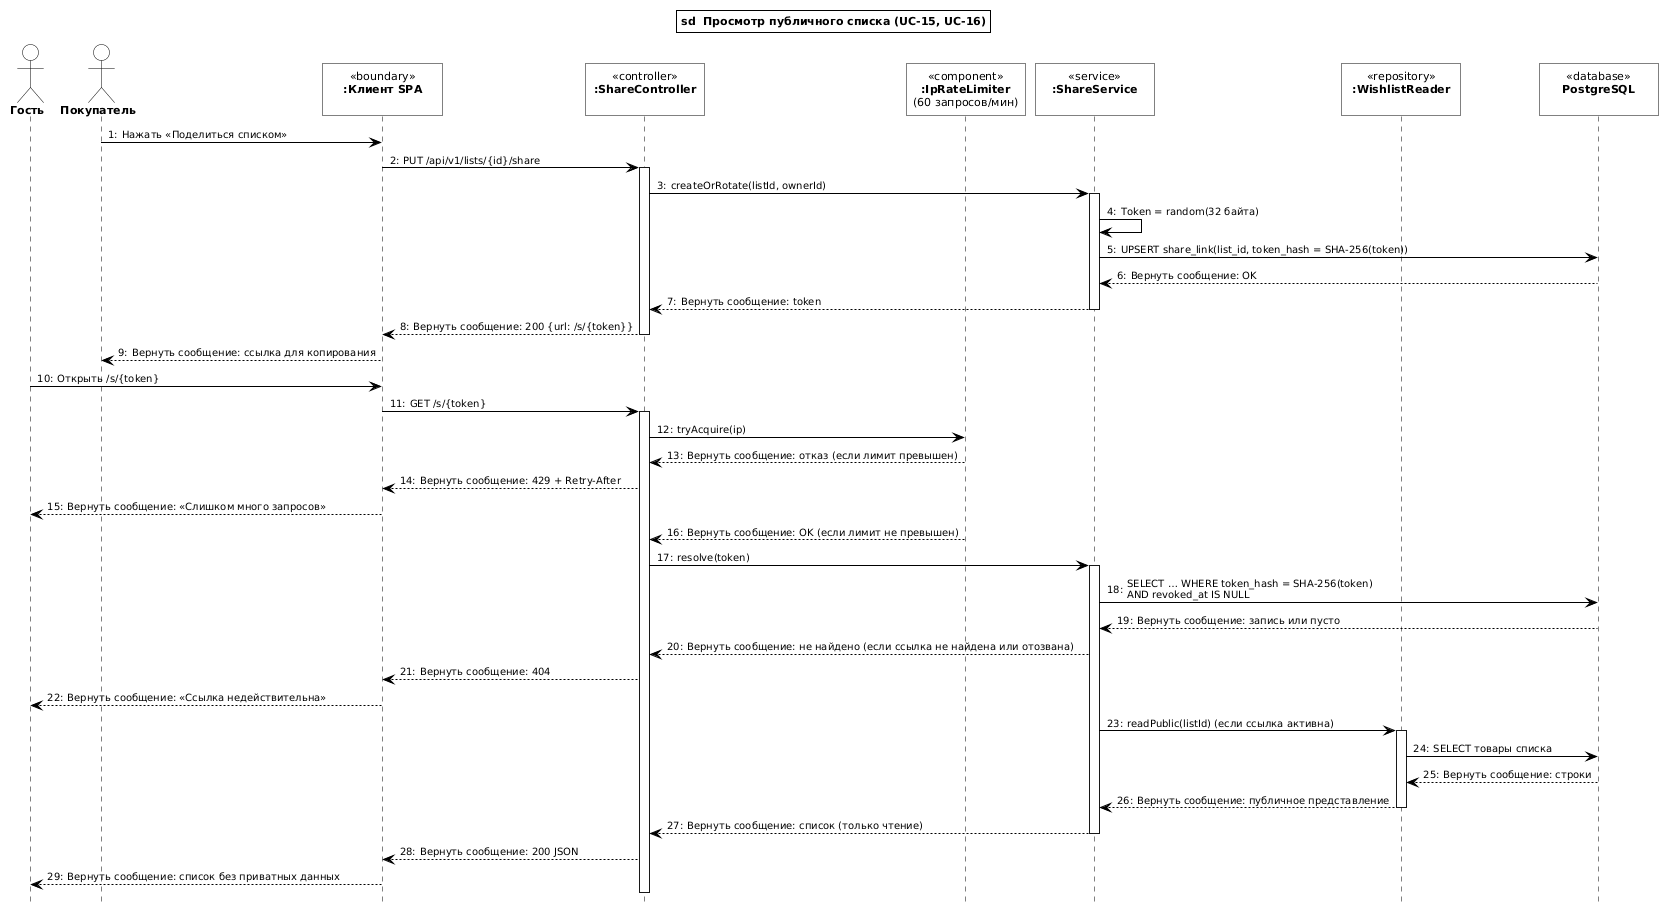 sd Просмотр публичного списка (UC-15, UC-16)
Гость
Покупатель
«boundary»
:Клиент SPA
«controller»
:ShareController
«component»
:IpRateLimiter
(60 запросов/мин)
«service»
:ShareService
«repository»
:WishlistReader
«database»
PostgreSQL
1: Нажать «Поделиться списком»
2: PUT /api/v1/lists/{id}/share
3: createOrRotate(listId, ownerId)
4: Token = random(32 байта)
5: UPSERT share_link(list_id, token_hash = SHA-256(token))
6: Вернуть сообщение: OK
7: Вернуть сообщение: token
8: Вернуть сообщение: 200 {url: /s/{token}}
9: Вернуть сообщение: ссылка для копирования
10: Открыть /s/{token}
11: GET /s/{token}
12: tryAcquire(ip)
13: Вернуть сообщение: отказ (если лимит превышен)
14: Вернуть сообщение: 429 + Retry-After
15: Вернуть сообщение: «Слишком много запросов»
16: Вернуть сообщение: OK (если лимит не превышен)
17: resolve(token)
18: SELECT ... WHERE token_hash = SHA-256(token)
AND revoked_at IS NULL
19: Вернуть сообщение: запись или пусто
20: Вернуть сообщение: не найдено (если ссылка не найдена или отозвана)
21: Вернуть сообщение: 404
22: Вернуть сообщение: «Ссылка недействительна»
23: readPublic(listId) (если ссылка активна)
24: SELECT товары списка
25: Вернуть сообщение: строки
26: Вернуть сообщение: публичное представление
27: Вернуть сообщение: список (только чтение)
28: Вернуть сообщение: 200 JSON
29: Вернуть сообщение: список без приватных данных